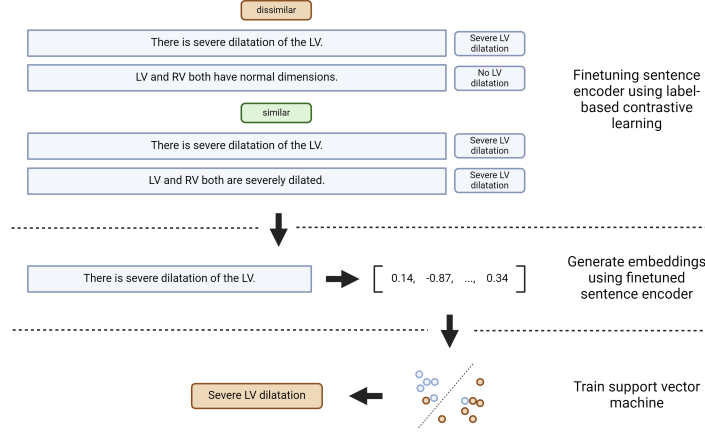 dissimilar
There is severe dilatation of the LV.
Severe LV
dilatation
LV and RV both have normal dimensions.
No LV
dilatation
similar
There is severe dilatation of the LV.
Severe LV
dilatation
LV and RV both are severely dilated.
Severe LV
dilatation
Finetuning sentence
encoder using label-
based contrastive
learning
There is severe dilatation of the LV.
0.14, -0.87, ..., 0.34
Generate embeddings
using finetuned
sentence encoder
Severe LV dilatation
Train support vector
machine